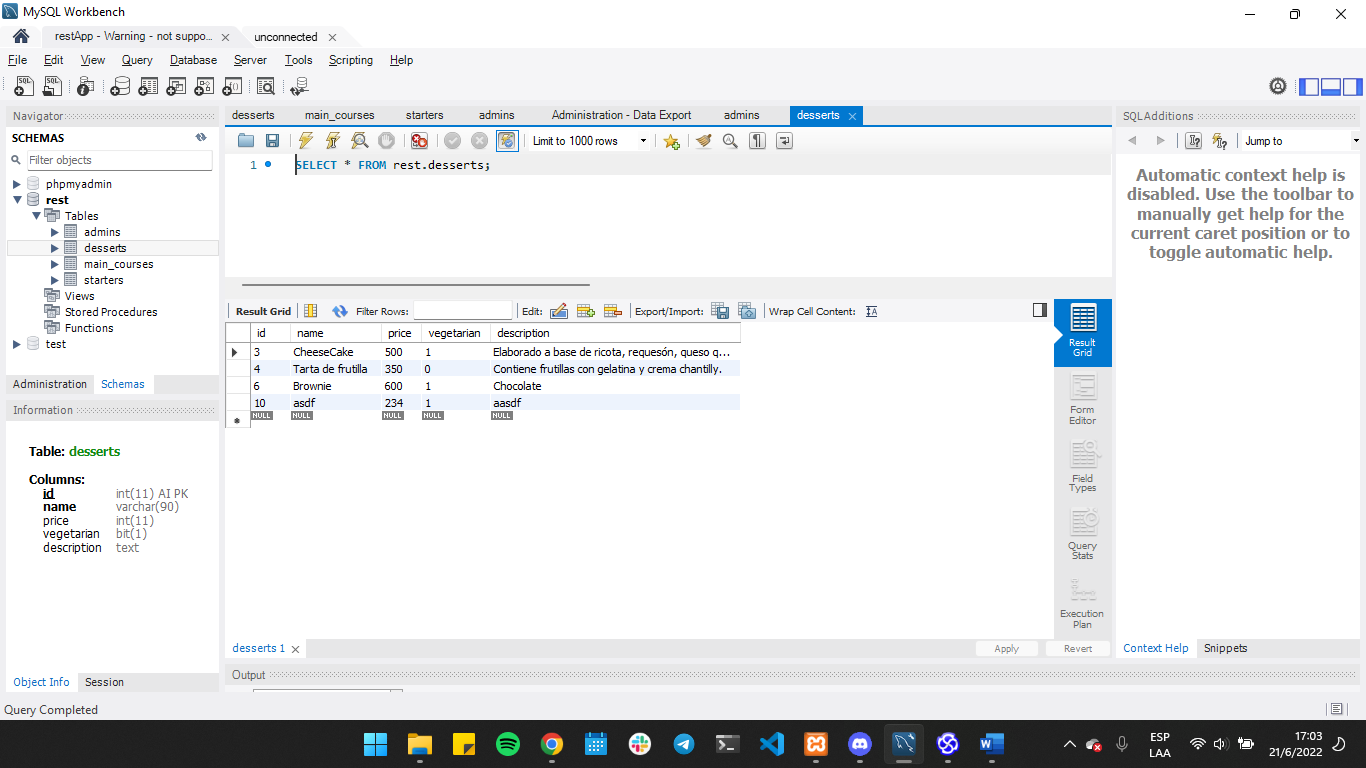 MySQL Workbench
restApp - Warning - not suppo...
unconnected
File Edit View Query Database Server Tools Scripting Help
Navigator
SCHEMAS
Filter objects
phpmyadmin
rest
Tables
admins
desserts
main_courses
starters
Views
Stored Procedures
Functions
test
Administration Schemas
Information
Table: desserts
Columns:
id int(11) AI PK
name varchar(90)
price int(11)
vegetarian bit(1)
description text
Object Info Session
desserts main_courses starters admins Administration - Data Export admins desserts
Limit to 1000 rows
1 SELECT * FROM rest.desserts;
Result Grid Filter Rows: Edit: Export/Import: Wrap Cell Content:
id name price vegetarian description
3 CheeseCake 500 1 Elaborado a base de ricota, requesón, queso q...
4 Tarta de frutilla 350 0 Contiene frutillas con gelatina y crema chantilly.
6 Brownie 600 1 Chocolate
10 asdf 234 1 aasdf
NULL NULL NULL NULL NULL
Result
Grid
Form
Editor
Field
Types
Query
Stats
Execution
Plan
desserts 1
Apply Revert
Output
SQLAdditions
Jump to
Automatic context help is
disabled. Use the toolbar to
manually get help for the
current caret position or to
toggle automatic help.
Context Help Snippets
Query Completed
ESP
LAA
17:03
21/6/2022